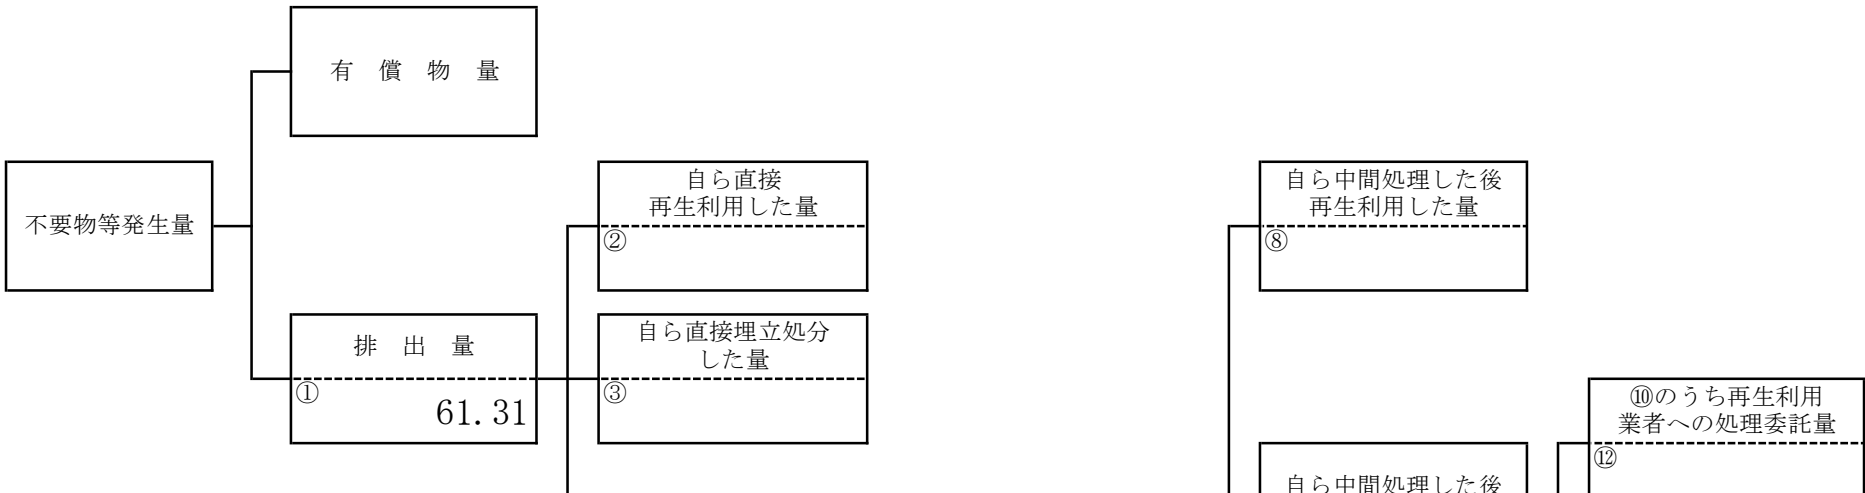 有償物量
不要物等発生量
排出量
①
61.31
自ら直接
再生利用した量
②
自ら直接埋立処分
した量
③
自ら中間処理した後
再生利用した量
⑧
自ら中間処理した後
⑩のうち再生利用
業者への処理委託量
⑫